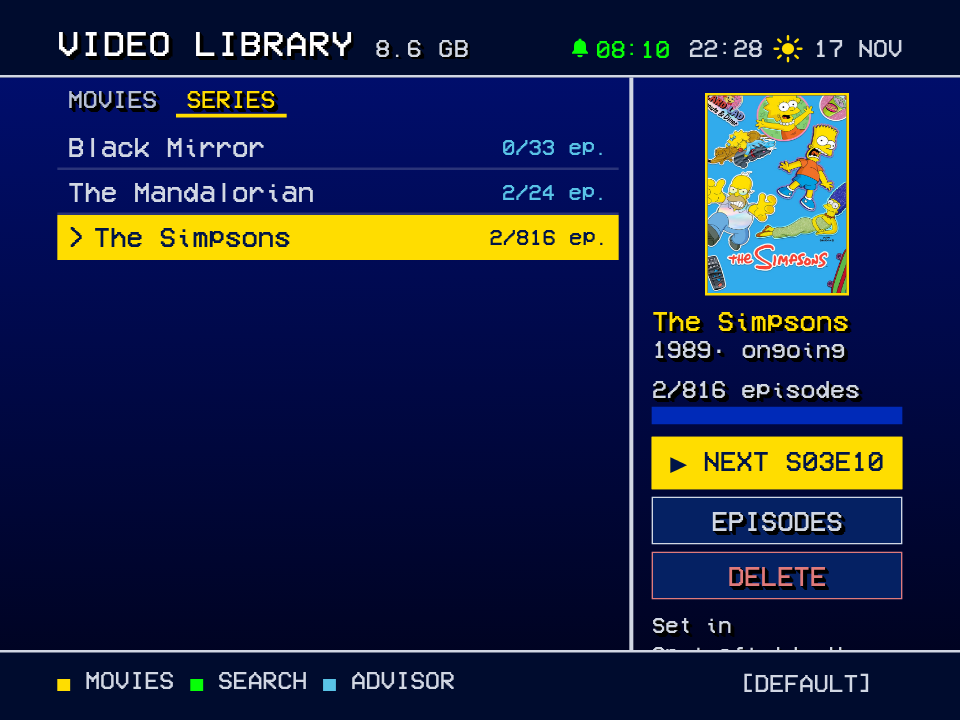 VIDEO LIBRARY 8.6 GB 08:10 22:28 17 NOV
MOVIES SERIES
Black Mirror 0/33 ep.
The Mandalorian 2/24 ep.
> The Simpsons 2/816 ep.
THE SIMPSONS
The Simpsons
1989· ongoing
2/816 episodes
▶ NEXT S03E10
EPISODES
DELETE
Set in
MOVIES SEARCH ADVISOR [DEFAULT]